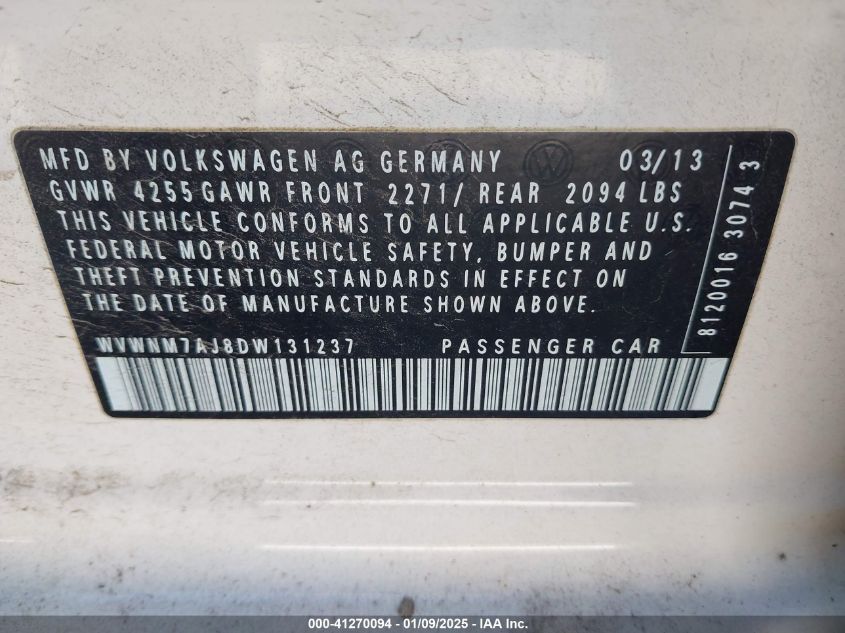 MFD BY VOLKSWAGEN AG GERMANY 03/13
GVWR 4255 GAWR FRONT 2271/ REAR 2094 LBS
THIS VEHICLE CONFORMS TO ALL APPLICABLE U.S.
FEDERAL MOTOR VEHICLE SAFETY, BUMPER AND
THEFT PREVENTION STANDARDS IN EFFECT ON
THE DATE OF MANUFACTURE SHOWN ABOVE.
WVWNM7AJ8DW131237 PASSENGER CAR
8120016 3074 3
000-41270094 - 01/09/2025 - IAA Inc.